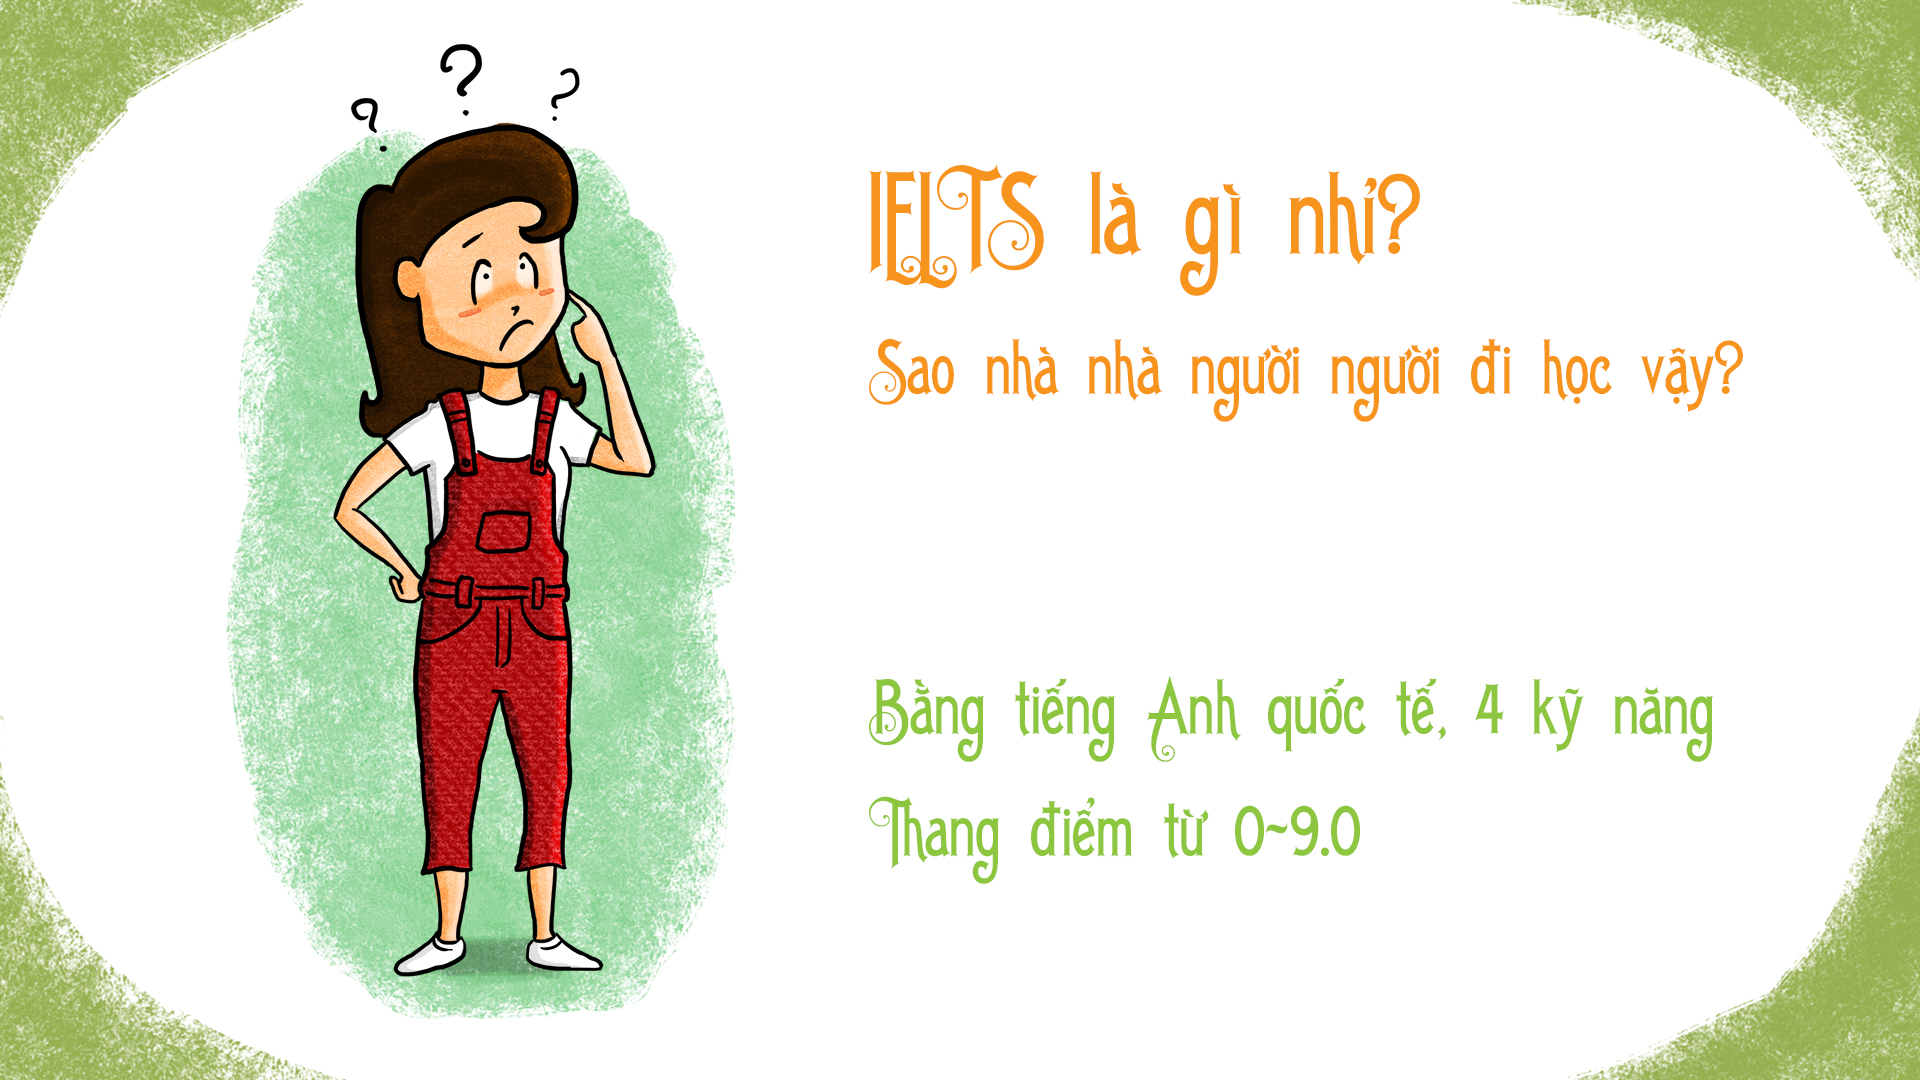 IELTS là gì nhỉ?
Sao nhà nhà người người đi học vậy?
Bằng tiếng Anh quốc tế, 4 kỹ năng
Thang điểm từ 0~9.0